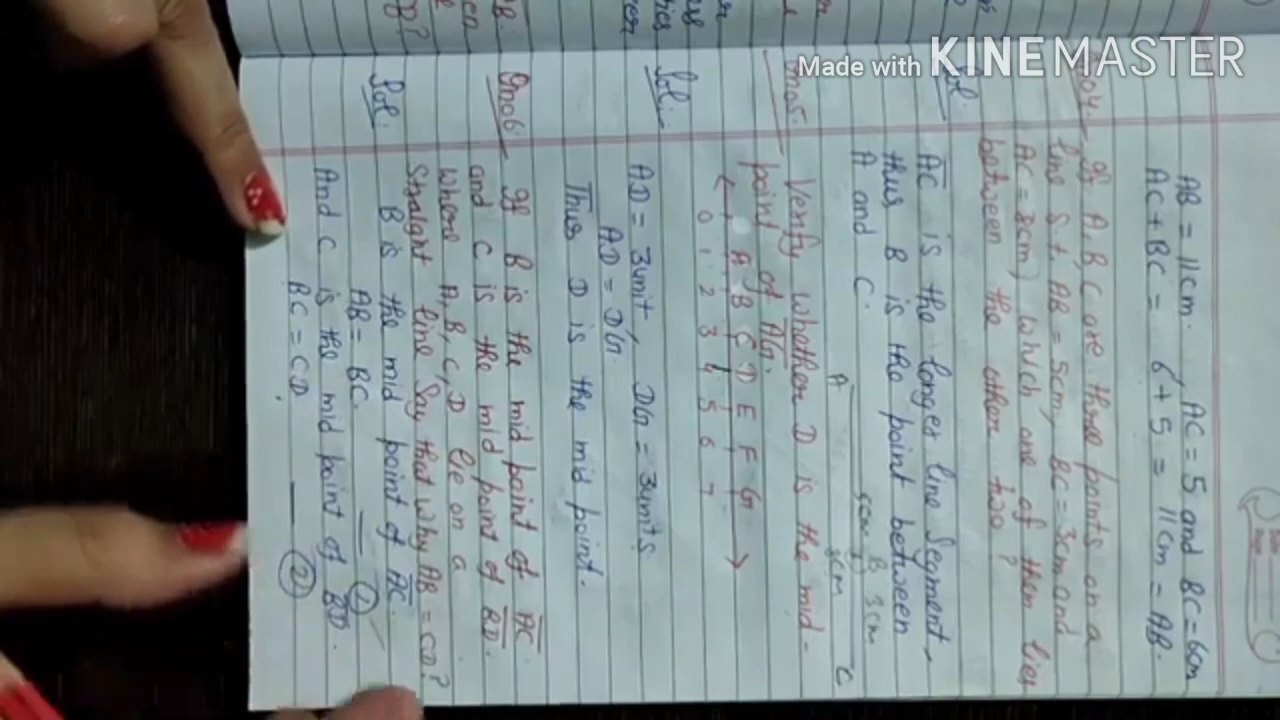 Made with KINEMASTER
AB = 11cm. AC = 5 and BC = 6cm
AC + BC = 6 + 5 = 11cm = AB.
If A, B, C are three points on a
line S.t. AB = 5cm, BC = 3cm and
AC = 8cm) which one of them lies
between the other two?
Sol.
AC is the longer line Segment,
thus B is the point between
A and C.
A 5cm B 3cm C
8cm
Qno5. Verify whether D is the mid-
point of AG.
A B C D E F G
0 1 2 3 4 5 6 7
Sol. AD = 3unit, DG = 3units
AD = DG.
Thus D is the mid point.
Qno6. If B is the mid point of AC
and C is the mid point of BD.
where A, B, C, D lie on a
Straight line Say that why AB = CD?
Sol. B is the mid point of AC.
AB = BC. — ①
And C is the mid point of BD.
BC = CD — ②